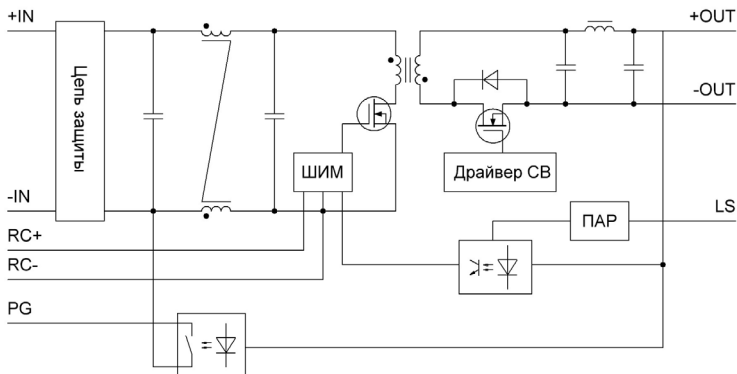 +IN
+OUT
Цепь защиты
-OUT
ШИМ
Драйвер СВ
-IN
LS
ПАР
RC+
RC-
PG